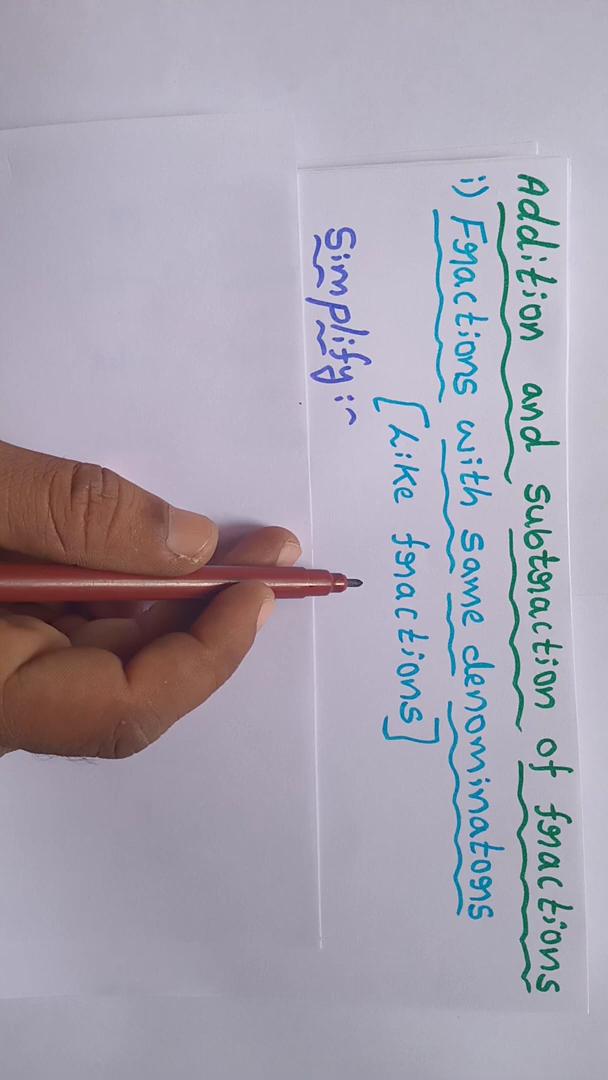 Addition and subtraction of fractions
i) Fractions with same denominators
[Like fractions]
Simplify :-